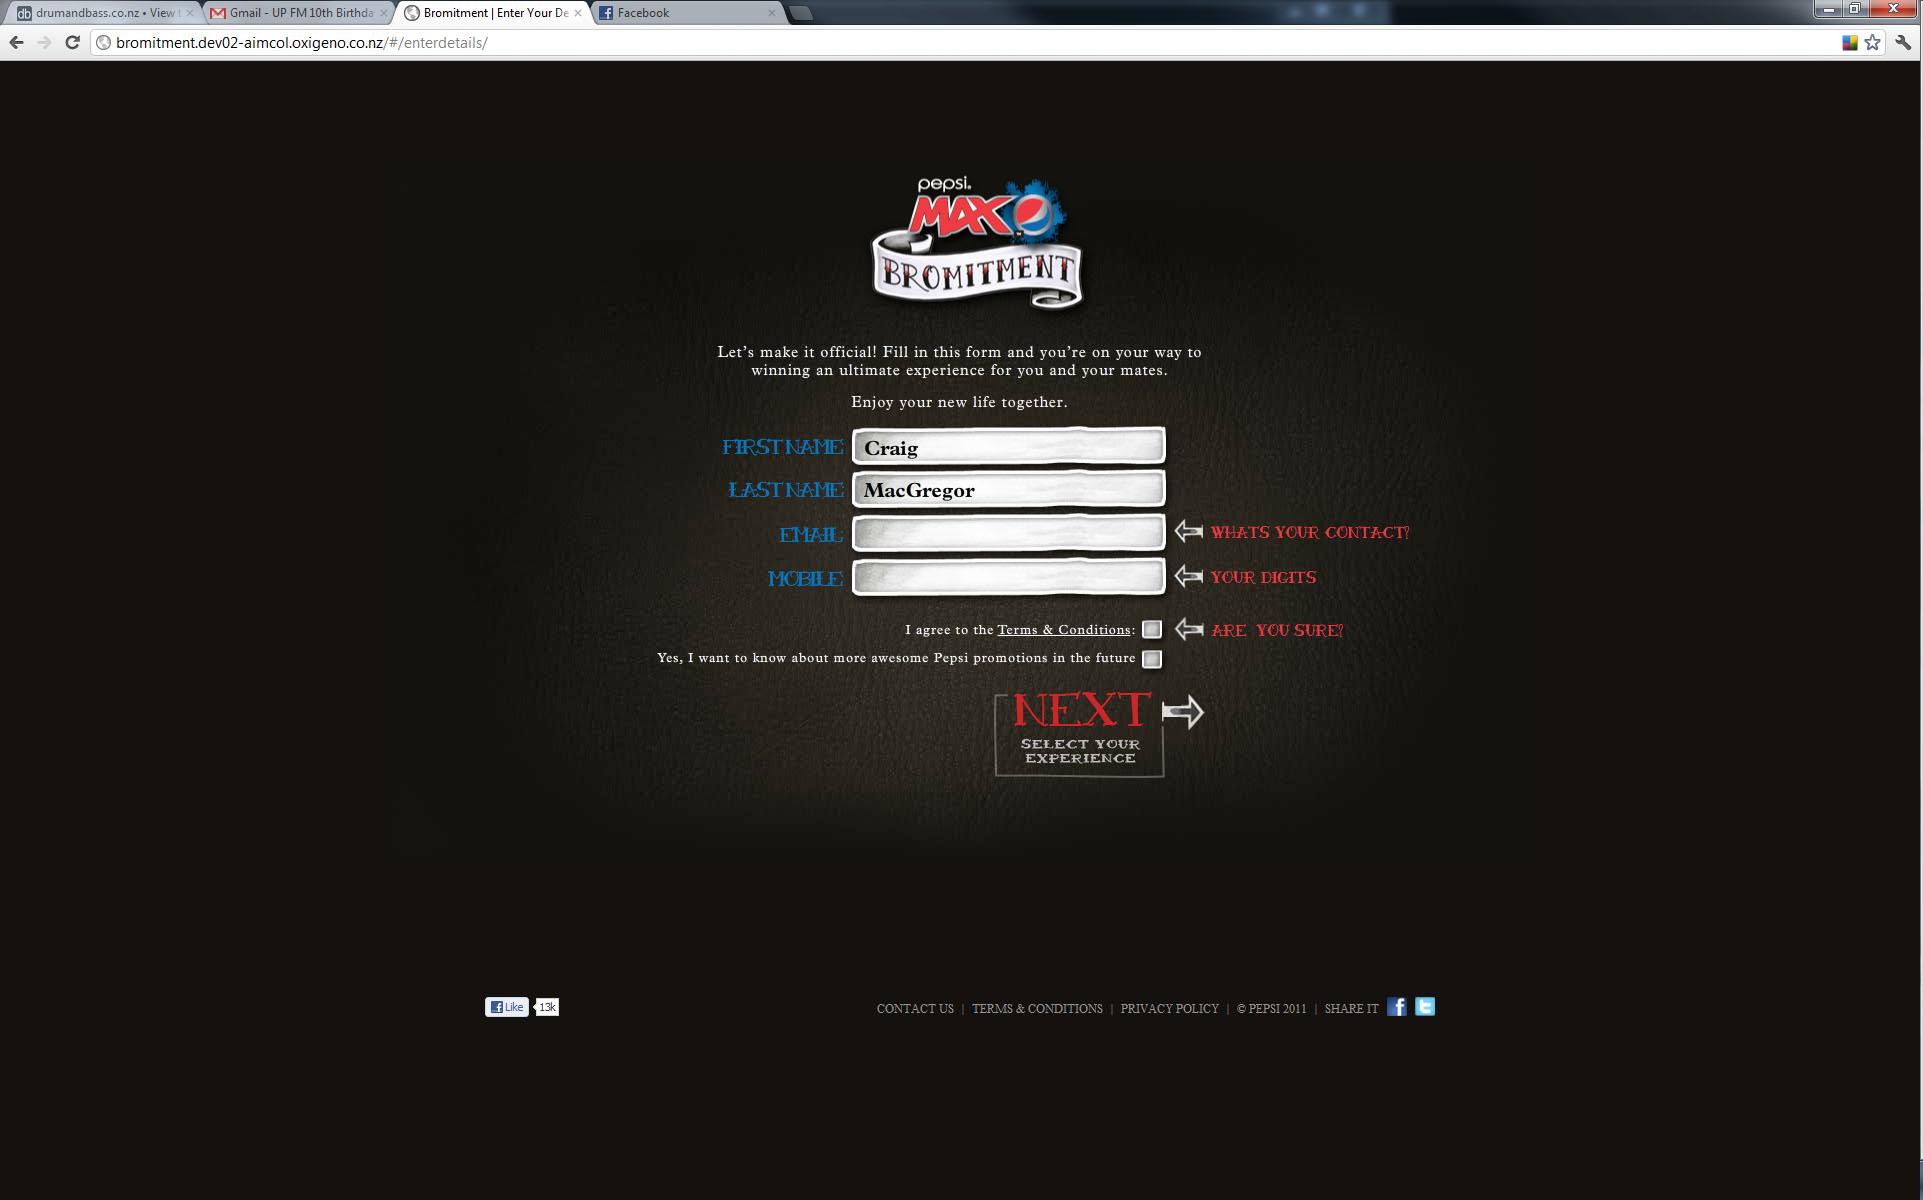 drumandbass.co.nz • View t
Gmail - UP FM 10th Birthda
Bromitment | Enter Your De
Facebook
bromitment.dev02-aimcol.oxigeno.co.nz/#/enterdetails/
pepsi.
MAX
BROMITMENT
Let's make it official! Fill in this form and you're on your way to
winning an ultimate experience for you and your mates.
Enjoy your new life together.
FIRST NAME Craig
LAST NAME MacGregor
EMAIL WHATS YOUR CONTACT?
MOBILE YOUR DIGITS
I agree to the Terms & Conditions: ARE YOU SURE?
Yes, I want to know about more awesome Pepsi promotions in the future
NEXT
SELECT YOUR
EXPERIENCE
Like 13k CONTACT US | TERMS & CONDITIONS | PRIVACY POLICY | © PEPSI 2011 | SHARE IT